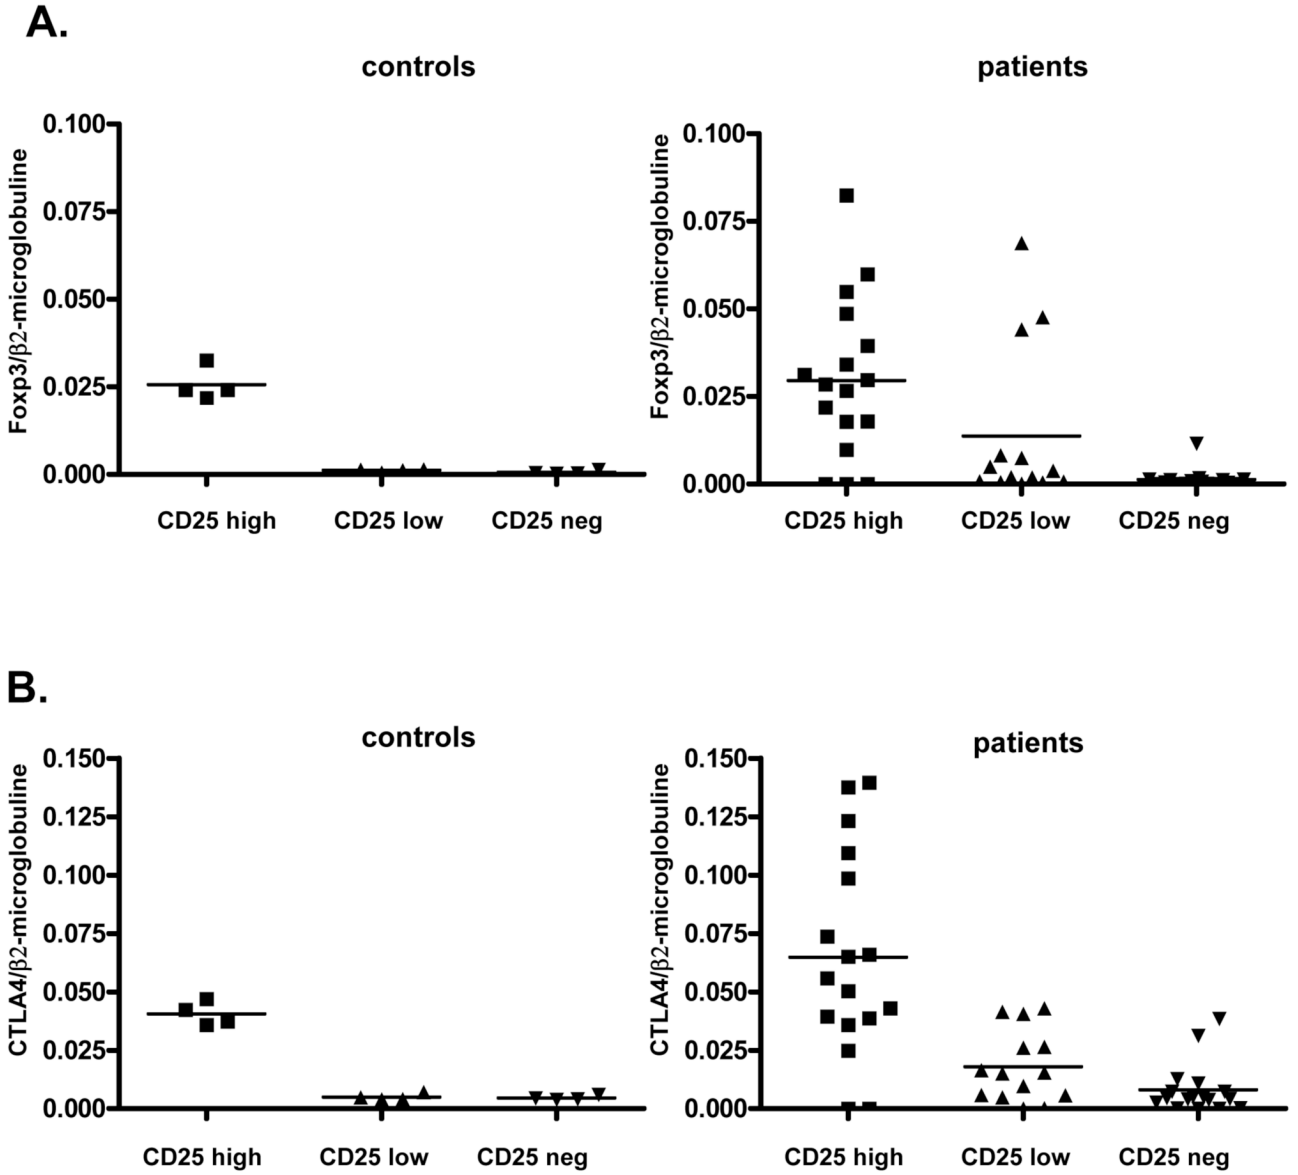 A.
controls
patients
Foxp3/β2-microglobuline
0.100
0.075
0.050
0.025
0.000
CD25 high CD25 low CD25 neg
Foxp3/β2-microglobuline
0.100
0.075
0.050
0.025
0.000
CD25 high CD25 low CD25 neg
B.
controls
patients
CTLA4/β2-microglobuline
0.150
0.125
0.100
0.075
0.050
0.025
0.000
CD25 high CD25 low CD25 neg
CTLA4/β2-microglobuline
0.150
0.125
0.100
0.075
0.050
0.025
0.000
CD25 high CD25 low CD25 neg